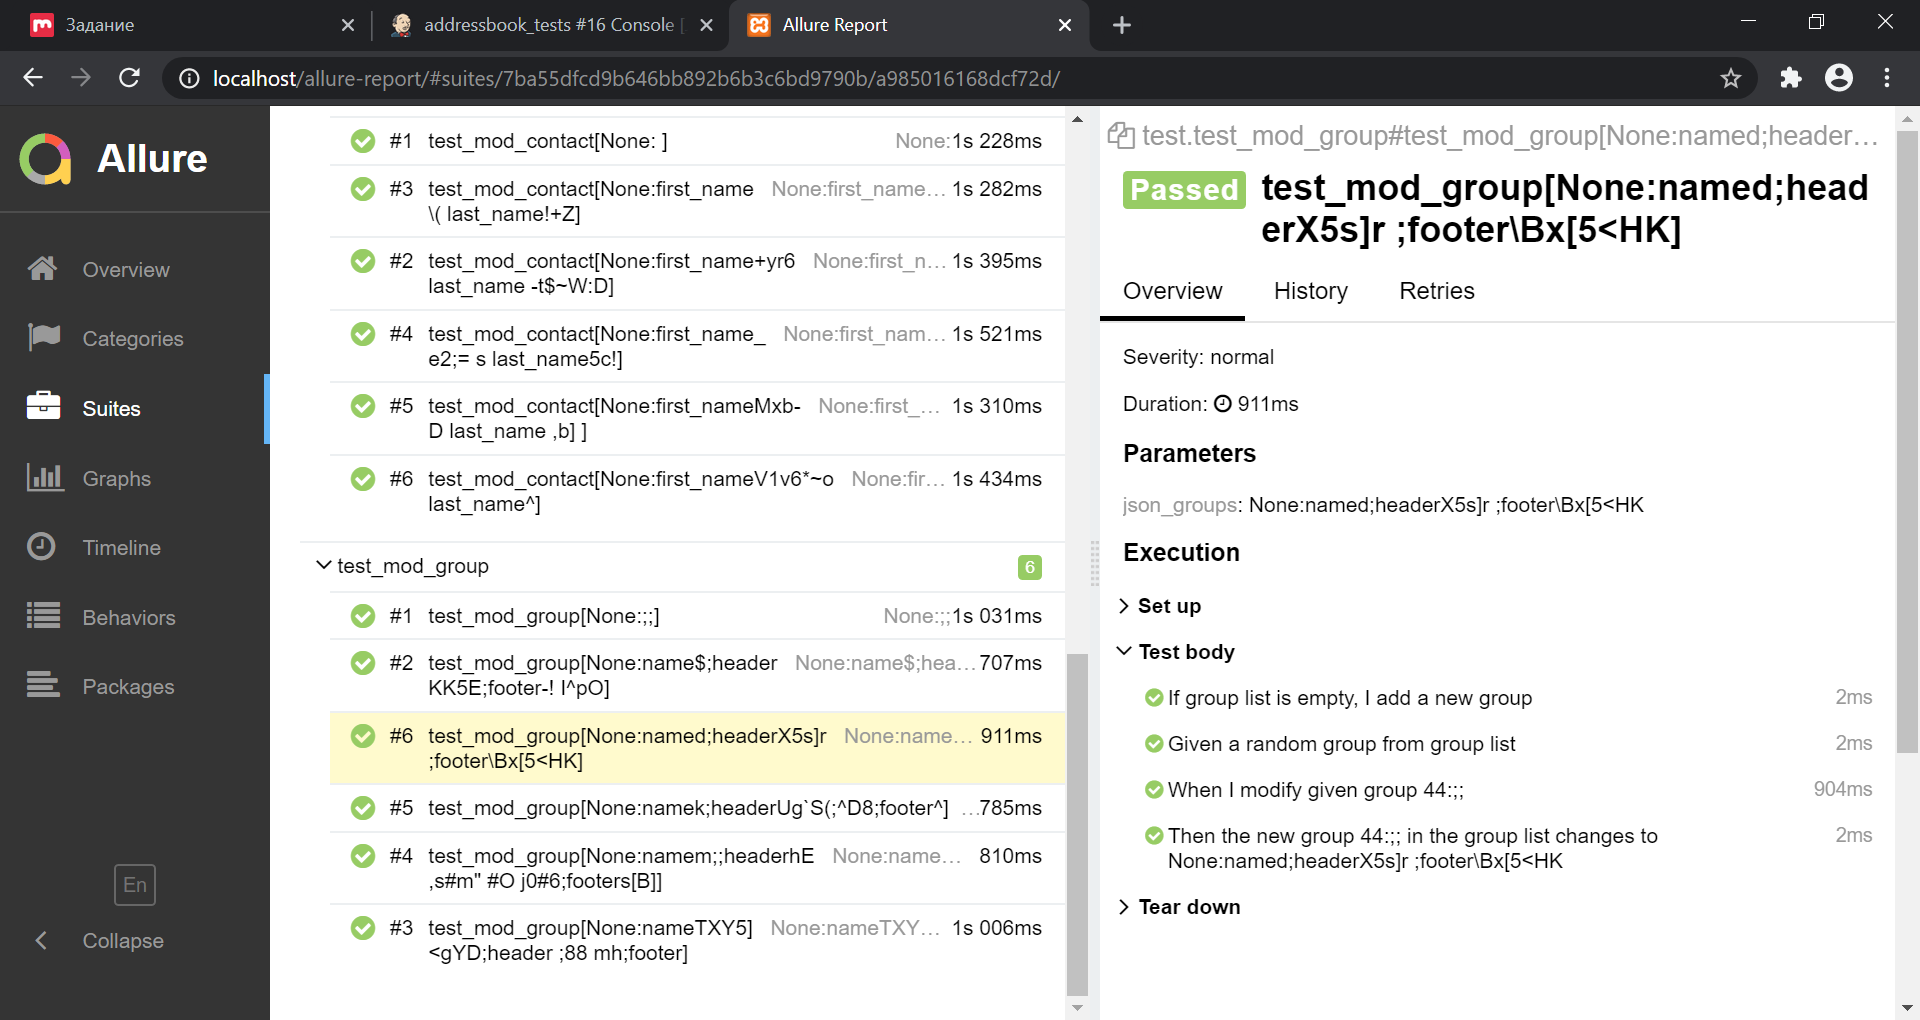 Задание
addressbook_tests #16 Console [
Allure Report
localhost/allure-report/#suites/7ba55dfcd9b646bb892b6b3c6bd9790b/a985016168dcf72d/
Allure
Overview
Categories
Suites
Graphs
Timeline
Behaviors
Packages
En
Collapse
#1 test_mod_contact[None: ] None: 1s 228ms
#3 test_mod_contact[None:first_name None:first_name... 1s 282ms
\( last_name!+Z]
#2 test_mod_contact[None:first_name+yr6 None:first_n... 1s 395ms
last_name -t$~W:D]
#4 test_mod_contact[None:first_name_ None:first_nam... 1s 521ms
e2;= s last_name5c!]
#5 test_mod_contact[None:first_nameMxb- None:first_... 1s 310ms
D last_name ,b] ]
#6 test_mod_contact[None:first_nameV1v6*~o None:fir... 1s 434ms
last_name^]
test_mod_group 6
#1 test_mod_group[None:;;] None:;; 1s 031ms
#2 test_mod_group[None:name$;header None:name$;hea... 707ms
KK5E;footer-! I^pO]
#6 test_mod_group[None:named;headerX5s]r None:name... 911ms
;footer\Bx[5<HK]
#5 test_mod_group[None:namek;headerUg`S(;^D8;footer^] ...785ms
#4 test_mod_group[None:namem;;headerhE None:name... 810ms
,s#m" #O j0#6;footers[B]]
#3 test_mod_group[None:nameTXY5] None:nameTXY... 1s 006ms
<gYD;header ;88 mh;footer]
test.test_mod_group#test_mod_group[None:named;header...
Passed test_mod_group[None:named;head
erX5s]r ;footer\Bx[5<HK]
Overview History Retries
Severity: normal
Duration: 911ms
Parameters
json_groups: None:named;headerX5s]r ;footer\Bx[5<HK
Execution
Set up
Test body
If group list is empty, I add a new group 2ms
Given a random group from group list 2ms
When I modify given group 44:;; 904ms
Then the new group 44:;; in the group list changes to 2ms
None:named;headerX5s]r ;footer\Bx[5<HK
Tear down